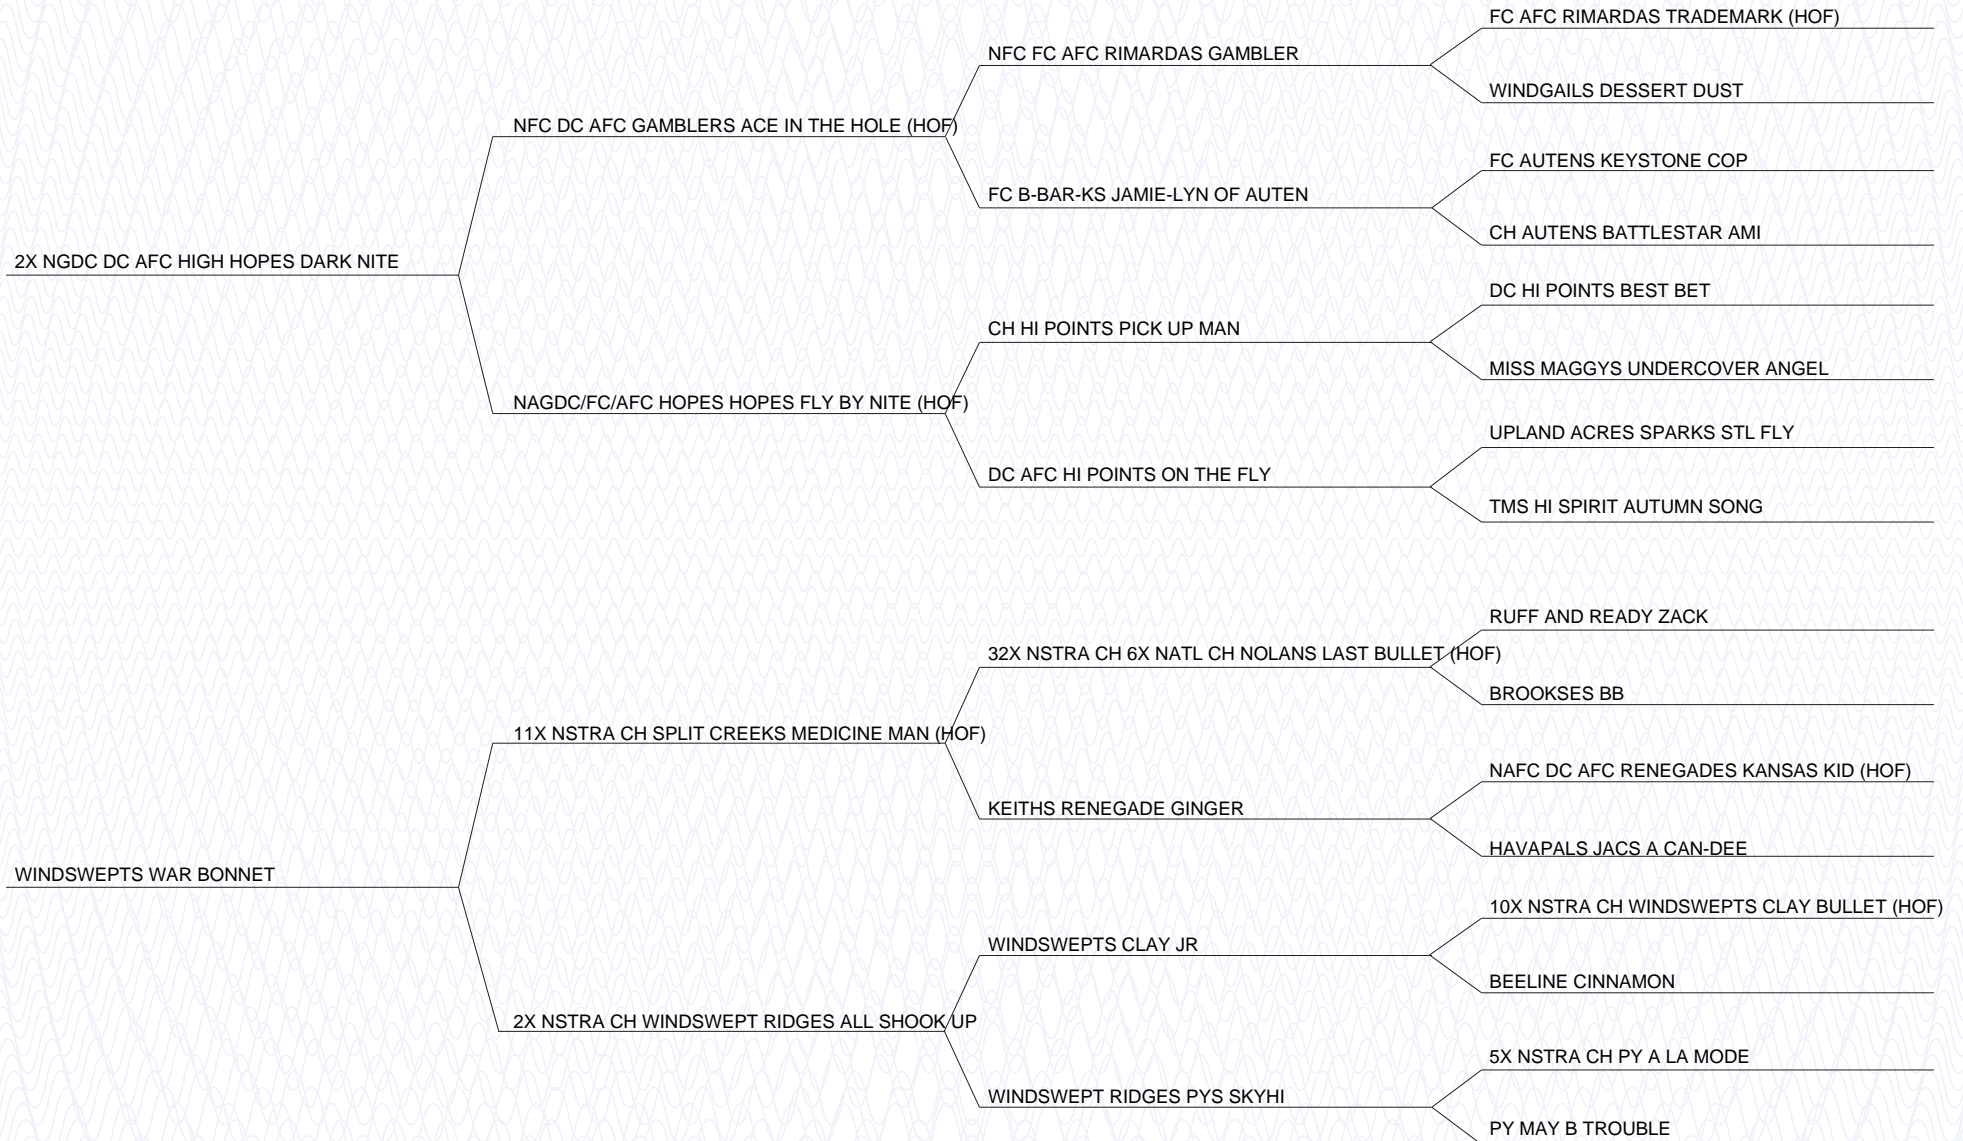 FC AFC RIMARDAS TRADEMARK (HOF)
NFC FC AFC RIMARDAS GAMBLER
WINDGAILS DESSERT DUST
NFC DC AFC GAMBLERS ACE IN THE HOLE (HOF)
FC AUTENS KEYSTONE COP
FC B-BAR-KS JAMIE-LYN OF AUTEN
CH AUTENS BATTLESTAR AMI
2X NGDC DC AFC HIGH HOPES DARK NITE
DC HI POINTS BEST BET
CH HI POINTS PICK UP MAN
MISS MAGGYS UNDERCOVER ANGEL
NAGDC/FC/AFC HOPES HOPES FLY BY NITE (HOF)
UPLAND ACRES SPARKS STL FLY
DC AFC HI POINTS ON THE FLY
TMS HI SPIRIT AUTUMN SONG
RUFF AND READY ZACK
32X NSTRA CH 6X NATL CH NOLANS LAST BULLET (HOF)
BROOKSES BB
11X NSTRA CH SPLIT CREEKS MEDICINE MAN (HOF)
NAFC DC AFC RENEGADES KANSAS KID (HOF)
KEITHS RENEGADE GINGER
HAVAPALS JACS A CAN-DEE
WINDSWEPTS WAR BONNET
10X NSTRA CH WINDSWEPTS CLAY BULLET (HOF)
WINDSWEPTS CLAY JR
BEELINE CINNAMON
2X NSTRA CH WINDSWEPT RIDGES ALL SHOOK UP
5X NSTRA CH PY A LA MODE
WINDSWEPT RIDGES PYS SKYHI
PY MAY B TROUBLE